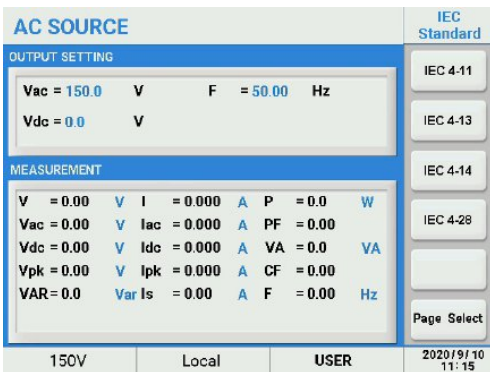 AC SOURCE
OUTPUT SETTING
Vac = 150.0 V F = 50.00 Hz
Vdc = 0.0 V
MEASUREMENT
V = 0.00 V I = 0.000 A P = 0.0 W
Vac = 0.00 V Iac = 0.000 A PF = 0.00
Vdc = 0.00 V Idc = 0.000 A VA = 0.0 VA
Vpk = 0.00 V Ipk = 0.000 A CF = 0.00
VAR = 0.0 Var Is = 0.00 A F = 0.00 Hz
150V Local USER
IEC
Standard
IEC 4-11
IEC 4-13
IEC 4-14
IEC 4-28
Page Select
2020/9/10
11:15